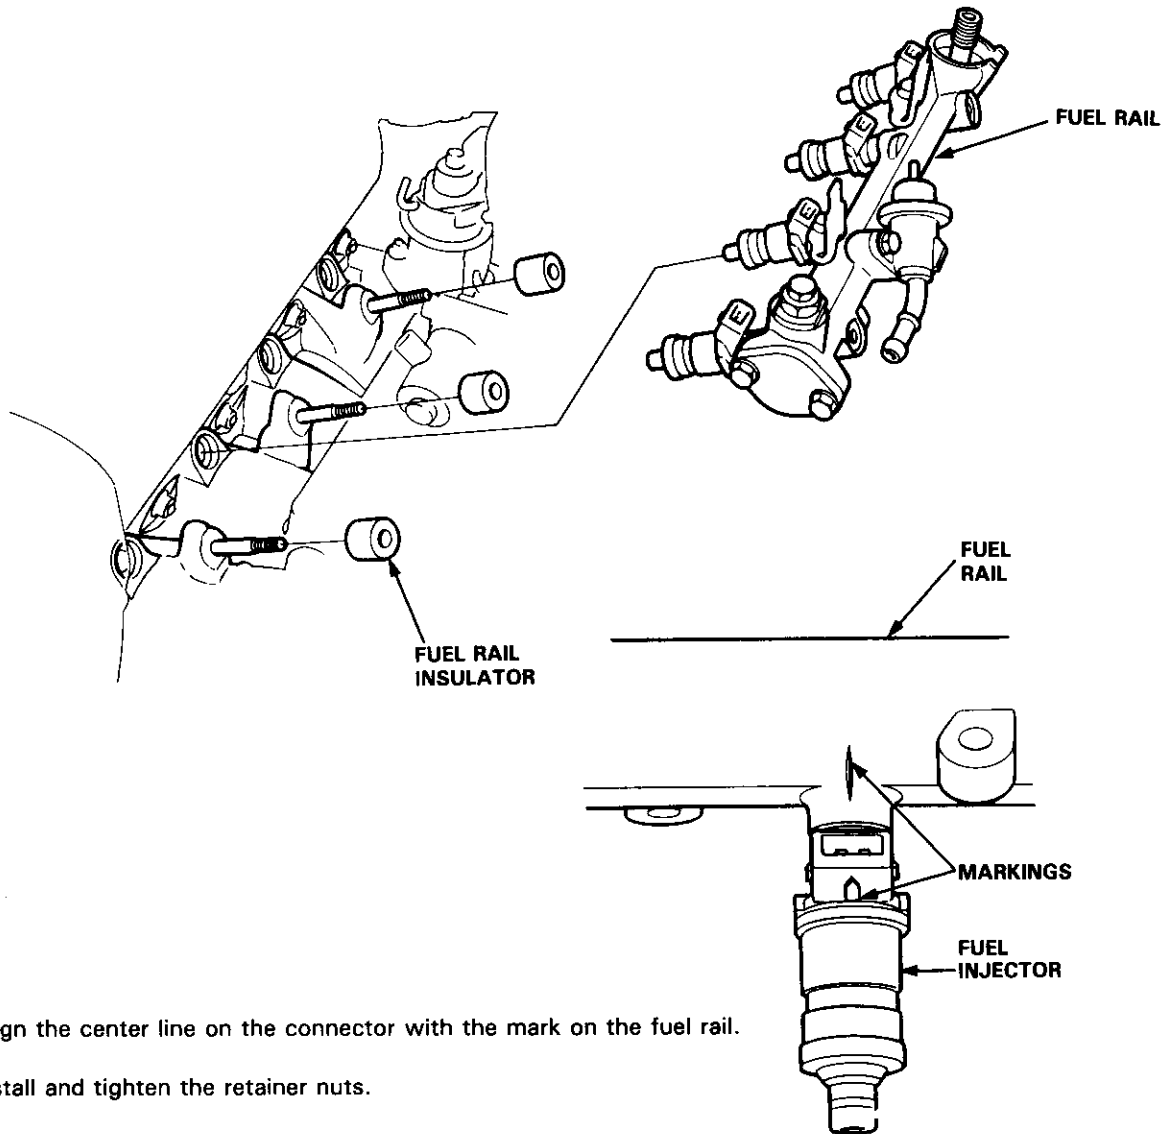 FUEL RAIL
FUEL RAIL
INSULATOR
FUEL
RAIL
MARKINGS
FUEL
INJECTOR
gn the center line on the connector with the mark on the fuel rail.
stall and tighten the retainer nuts.